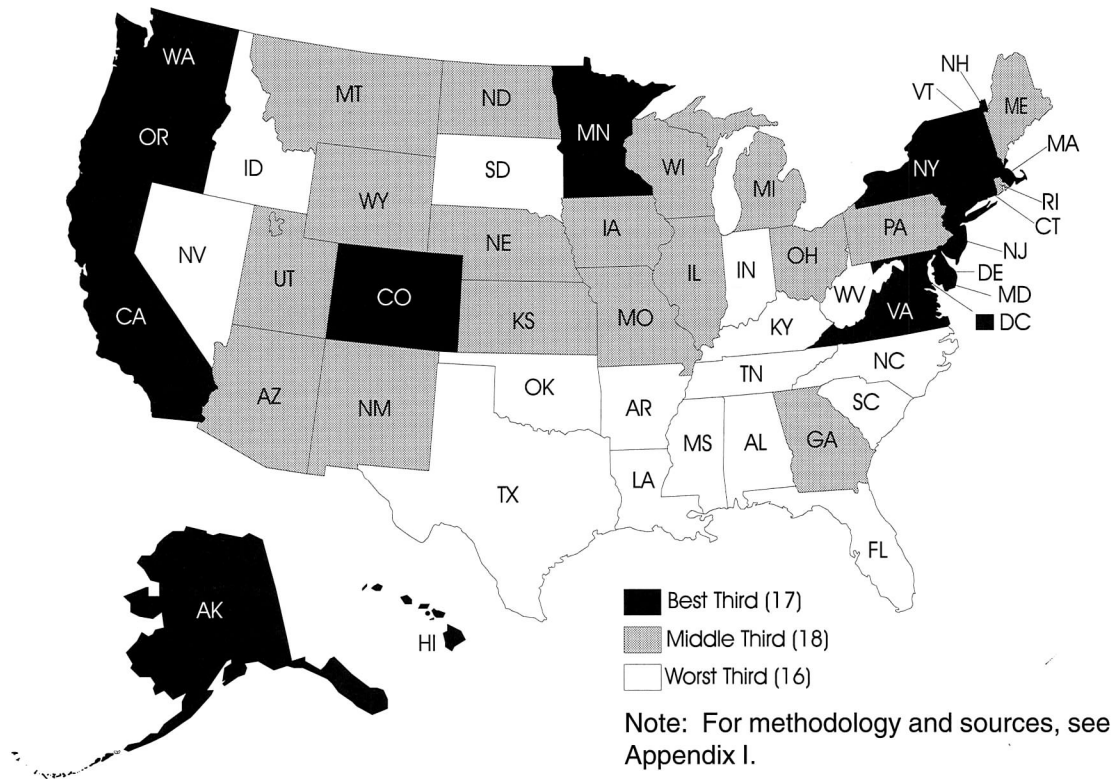 WA
MT
ND
MN
OR
ID
SD
WI
MI
NY
NH
VT
ME
MA
RI
CT
NJ
DE
MD
DC
WY
NE
IA
PA
NV
UT
CO
KS
MO
IL
IN
OH
WV
VA
KY
CA
AZ
NM
OK
AR
TN
NC
SC
MS
AL
GA
TX
LA
FL
AK
HI
Best Third (17)
Middle Third (18)
Worst Third (16)
Note: For methodology and sources, see
Appendix I.